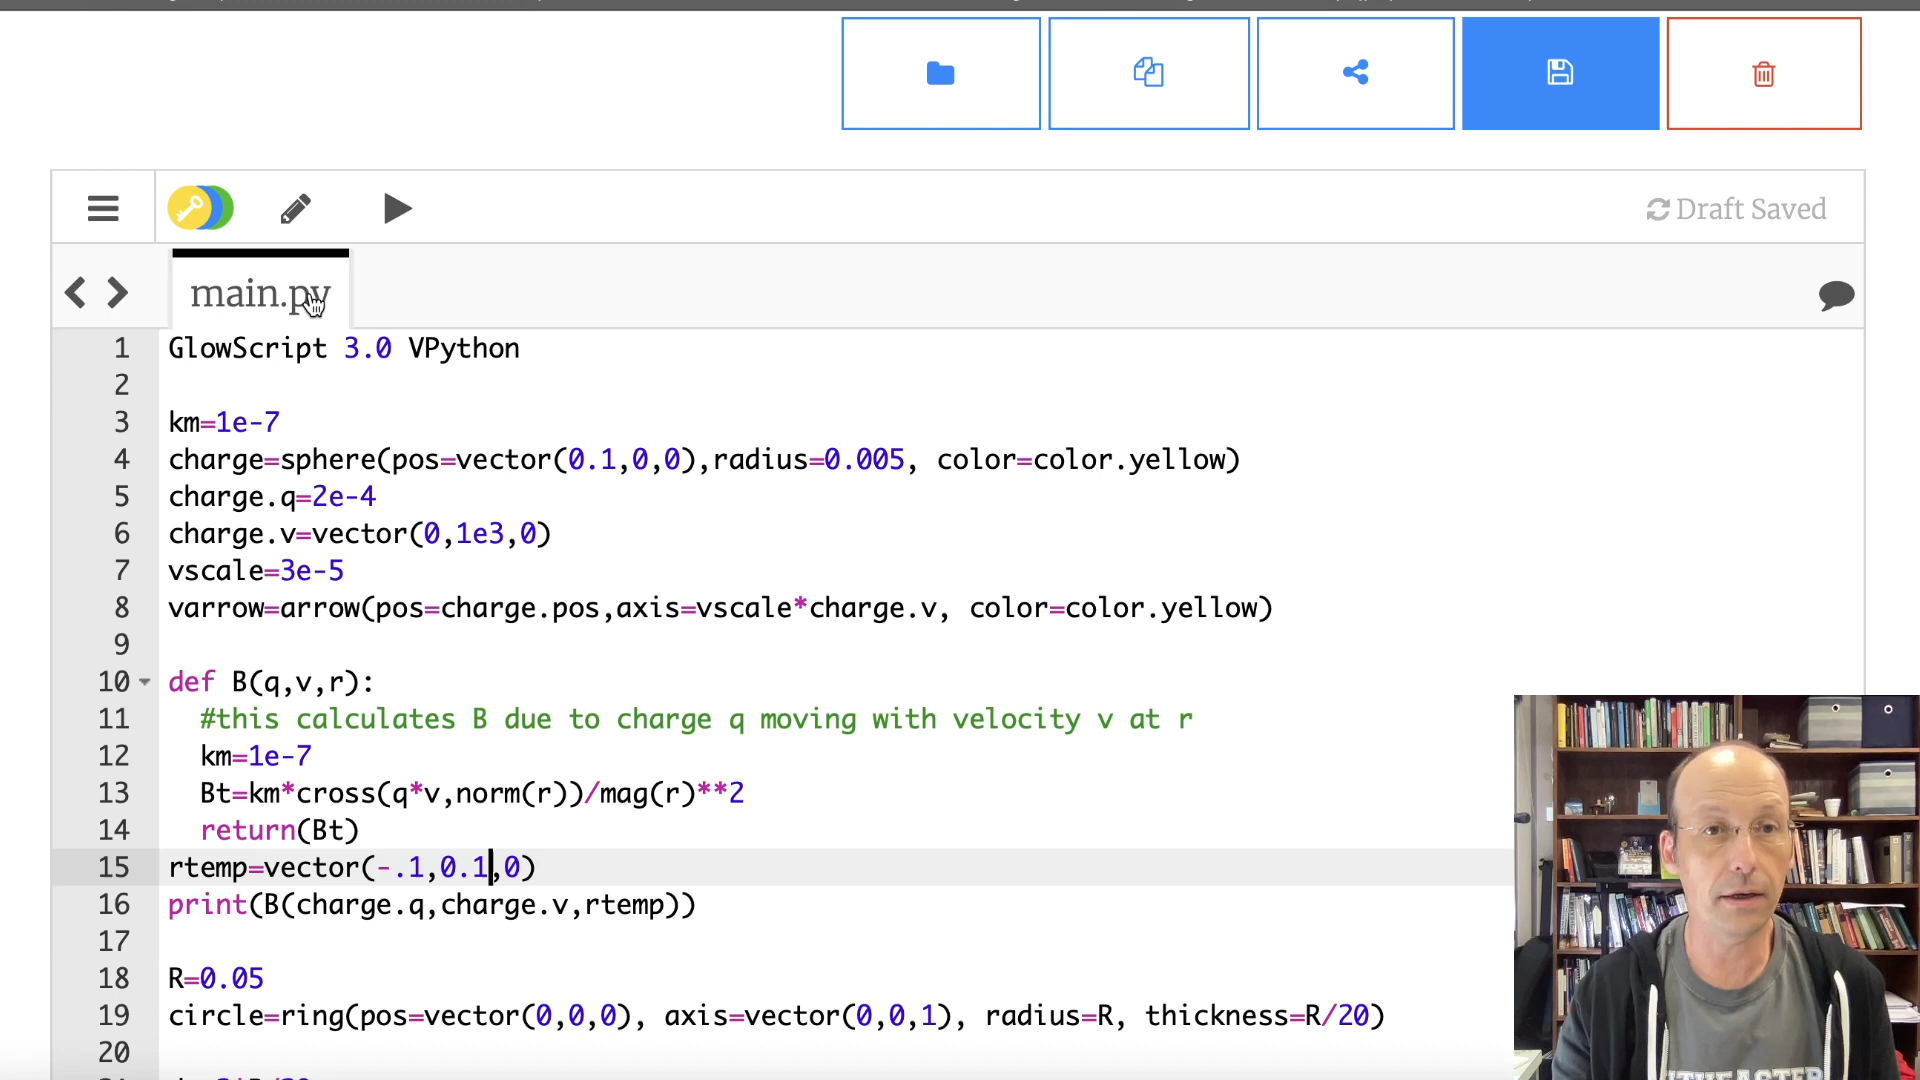 Draft Saved
main.py
1 GlowScript 3.0 VPython
2
3 km=1e-7
4 charge=sphere(pos=vector(0.1,0,0),radius=0.005, color=color.yellow)
5 charge.q=2e-4
6 charge.v=vector(0,1e3,0)
7 vscale=3e-5
8 varrow=arrow(pos=charge.pos,axis=vscale*charge.v, color=color.yellow)
9
10 def B(q,v,r):
11 #this calculates B due to charge q moving with velocity v at r
12 km=1e-7
13 Bt=km*cross(q*v,norm(r))/mag(r)**2
14 return(Bt)
15 rtemp=vector(-.1,0.1,0)
16 print(B(charge.q,charge.v,rtemp))
17
18 R=0.05
19 circle=ring(pos=vector(0,0,0), axis=vector(0,0,1), radius=R, thickness=R/20)
20